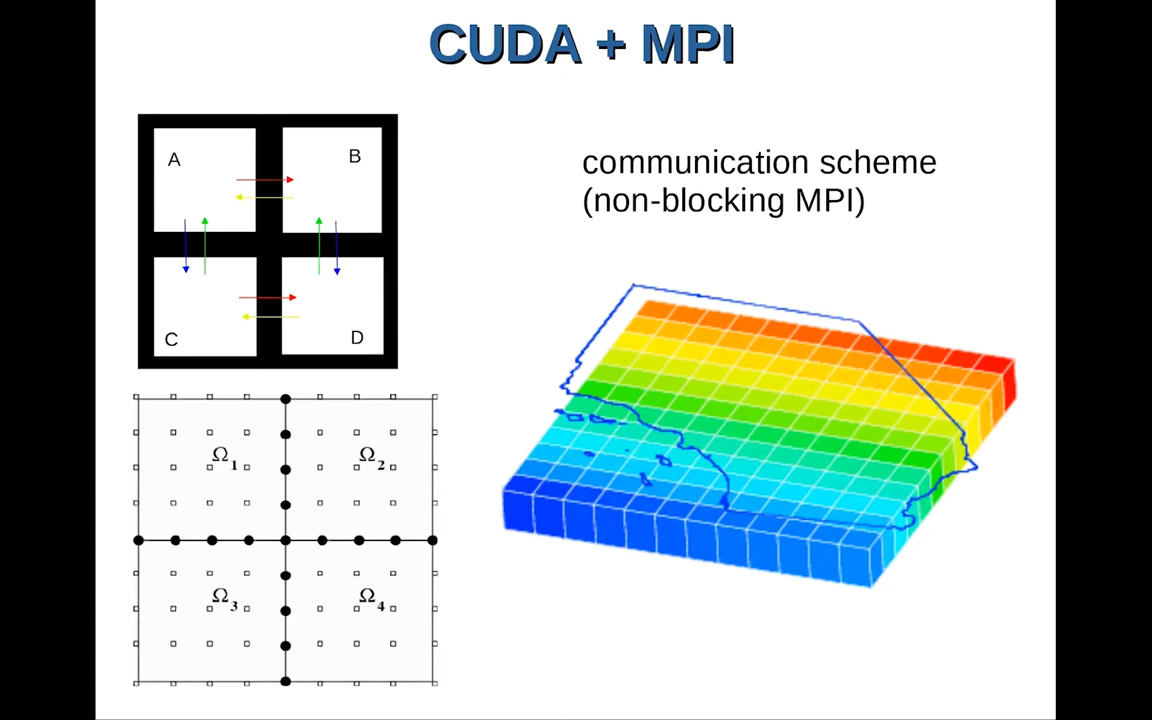 CUDA + MPI
A
B
C
D
communication scheme
(non-blocking MPI)
Ω1
Ω2
Ω3
Ω4